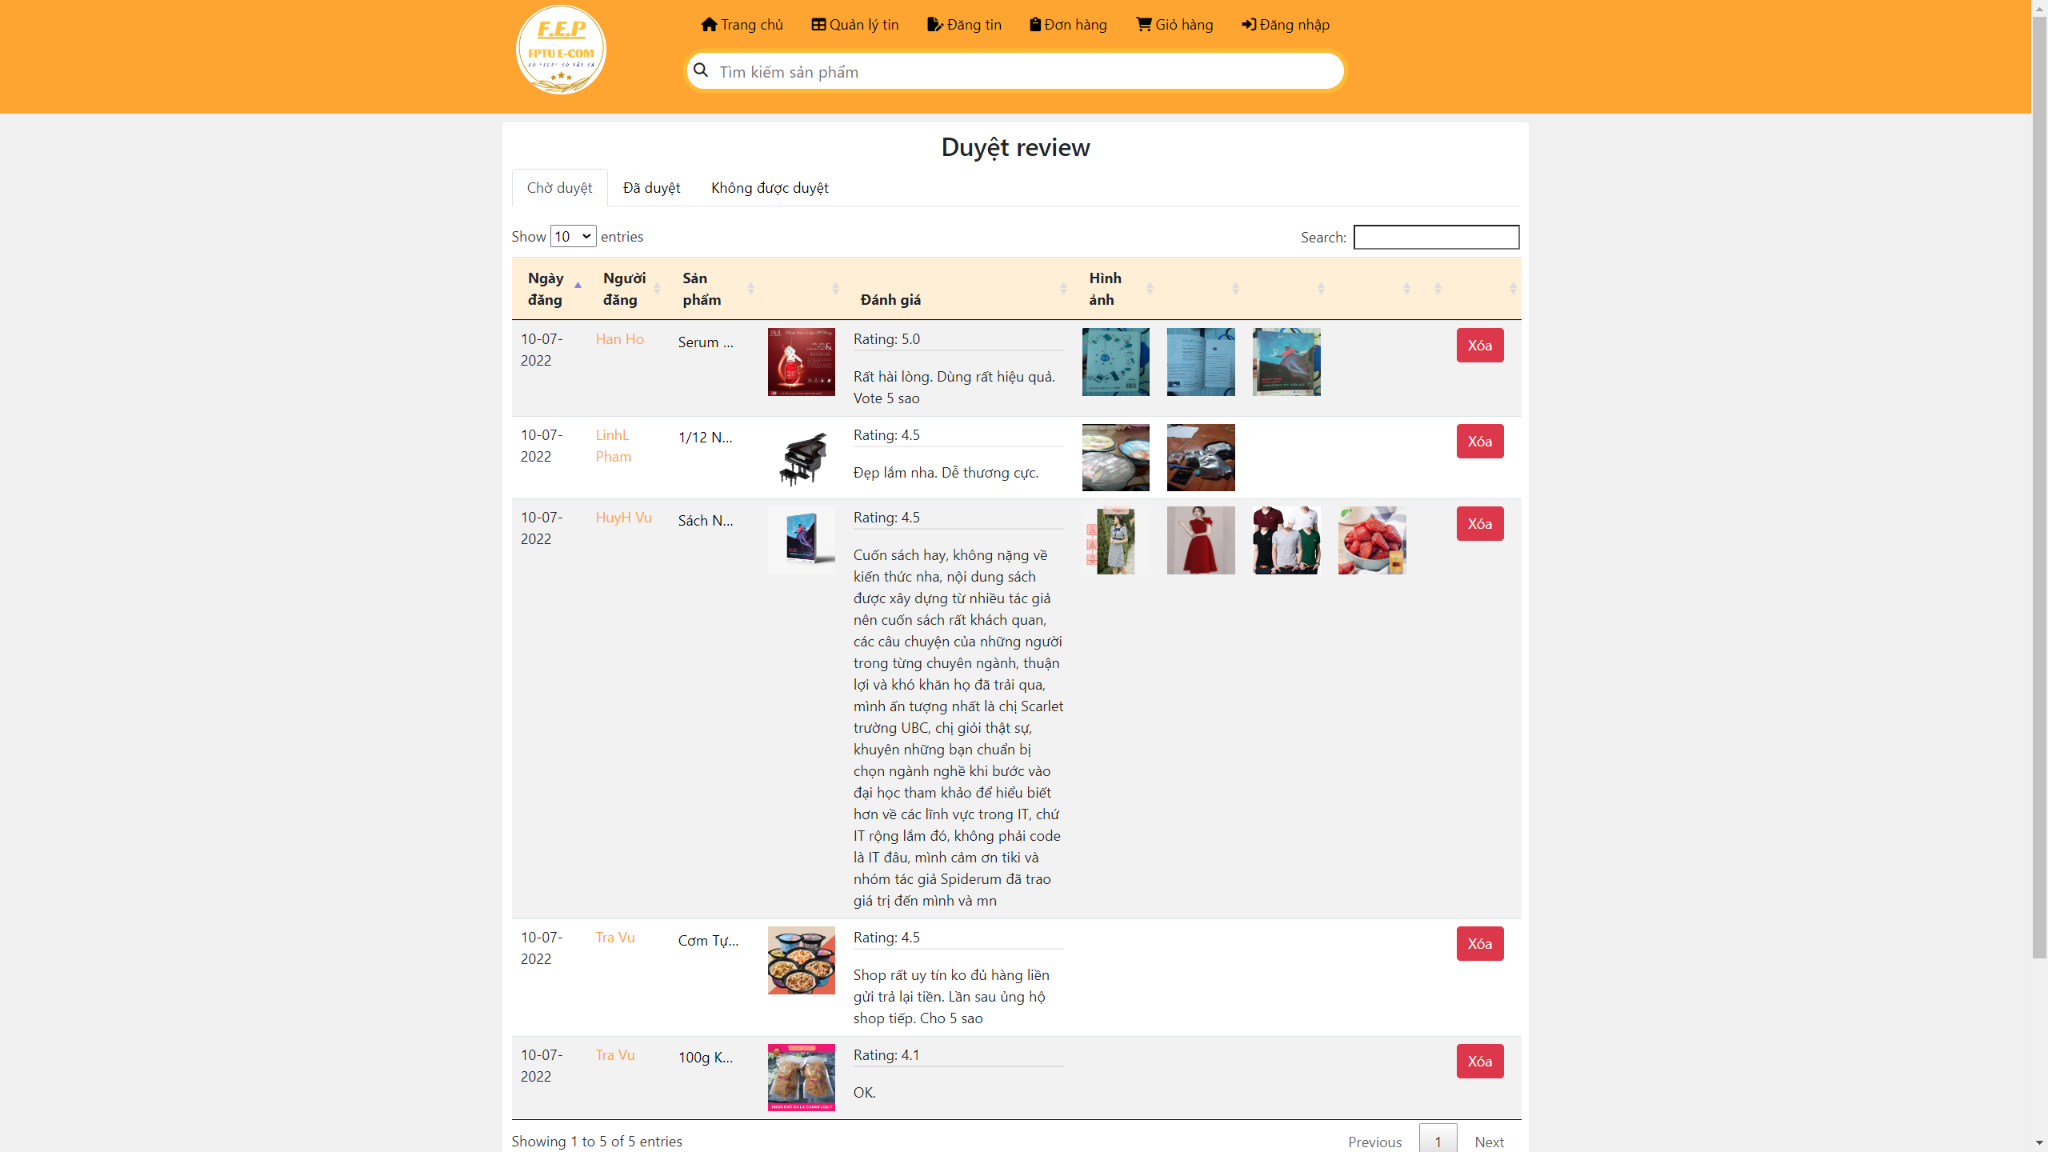 F.E.P
FPTU E-COM
Trang chủ
Quản lý tin
Đăng tin
Đơn hàng
Giỏ hàng
Đăng nhập
Tìm kiếm sản phẩm
Duyệt review
Chờ duyệt
Đã duyệt
Không được duyệt
Show 10 entries
Search:
Ngày đăng
Người đăng
Sản phẩm
Đánh giá
Hình ảnh
10-07-2022
Han Ho
Serum ...
Rating: 5.0
Rất hài lòng. Dùng rất hiệu quả.
Vote 5 sao
Xóa
10-07-2022
LinhL Pham
1/12 N...
Rating: 4.5
Đẹp lắm nha. Dễ thương cực.
Xóa
10-07-2022
HuyH Vu
Sách N...
Rating: 4.5
Cuốn sách hay, không nặng về
kiến thức nha, nội dung sách
được xây dựng từ nhiều tác giả
nên cuốn sách rất khách quan,
các câu chuyện của những người
trong từng chuyên ngành, thuận
lợi và khó khăn họ đã trải qua,
mình ấn tượng nhất là chị Scarlet
trường UBC, chị giỏi thật sự,
khuyên những bạn chuẩn bị
chọn ngành nghề khi bước vào
đại học tham khảo để hiểu biết
hơn về các lĩnh vực trong IT, chứ
IT rộng lắm đó, không phải code
là IT đâu, mình cảm ơn tiki và
nhóm tác giả Spiderum đã trao
giá trị đến mình và mn
Xóa
10-07-2022
Tra Vu
Cơm Tự...
Rating: 4.5
Shop rất uy tín ko đủ hàng liền
gửi trả lại tiền. Lần sau ủng hộ
shop tiếp. Cho 5 sao
Xóa
10-07-2022
Tra Vu
100g K...
Rating: 4.1
OK.
Xóa
Showing 1 to 5 of 5 entries
Previous
1
Next